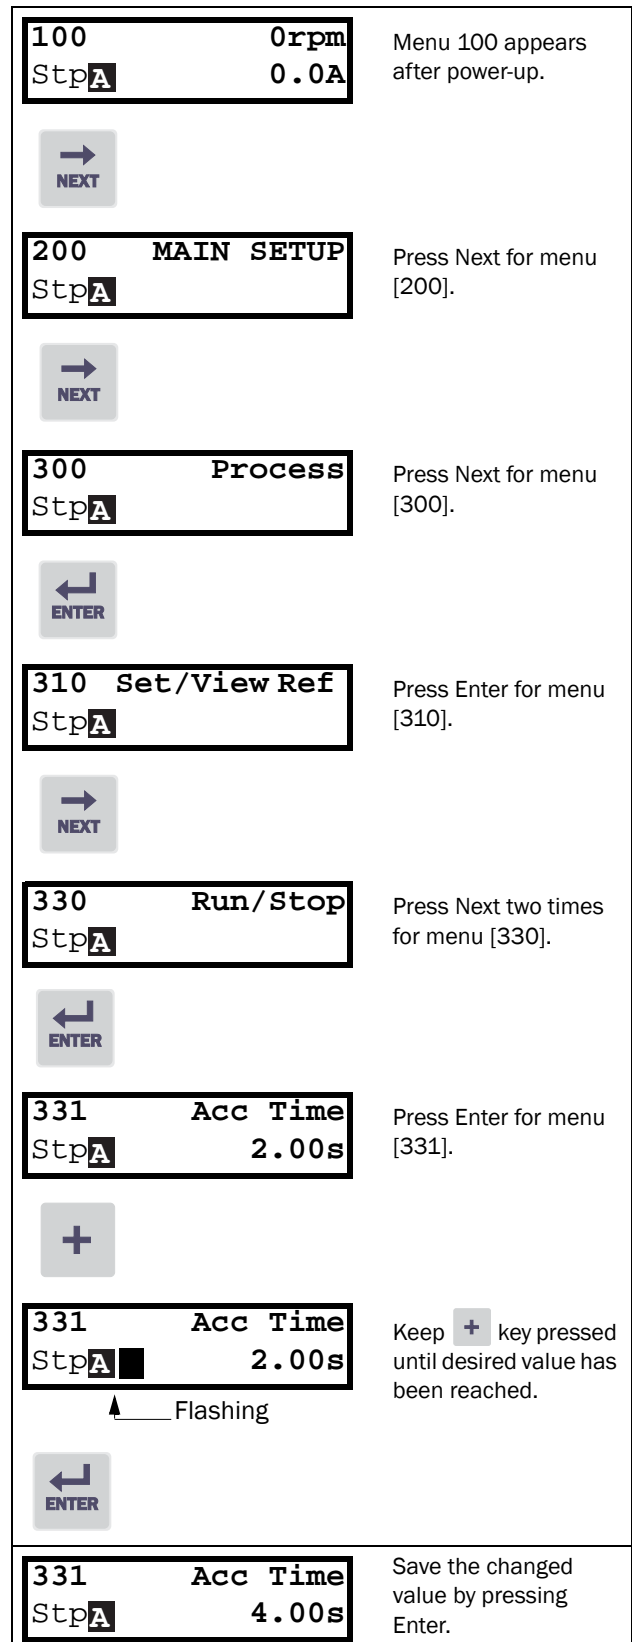 100 0rpm
StpA 0.0A
Menu 100 appears
after power-up.
NEXT
200 MAIN SETUP
StpA
Press Next for menu
[200].
NEXT
300 Process
StpA
Press Next for menu
[300].
ENTER
310 Set/View Ref
StpA
Press Enter for menu
[310].
NEXT
330 Run/Stop
StpA
Press Next two times
for menu [330].
ENTER
331 Acc Time
StpA 2.00s
Press Enter for menu
[331].
+
331 Acc Time
StpA 2.00s
Keep + key pressed
until desired value has
been reached.
Flashing
ENTER
331 Acc Time
StpA 4.00s
Save the changed
value by pressing
Enter.